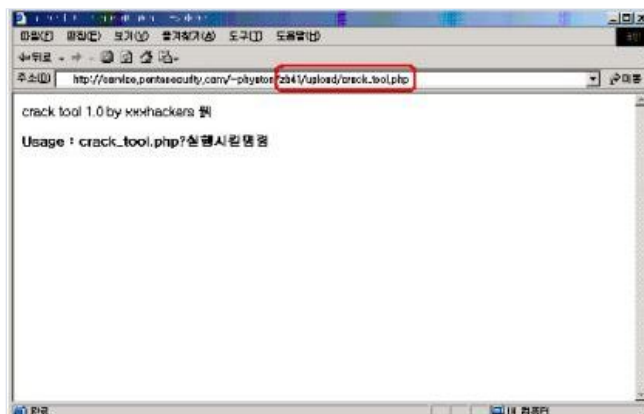 파일(F) 편집(E) 보기(V) 즐겨찾기(A) 도구(T) 도움말(H)
뒤로
주소(D) http://service.pentasecurity.com/~physton/zb41/upload/crack_tool.php 이동
crack tool 1.0 by xxxhackers
Usage : crack_tool.php?실행시킬명령
완료 내 컴퓨터